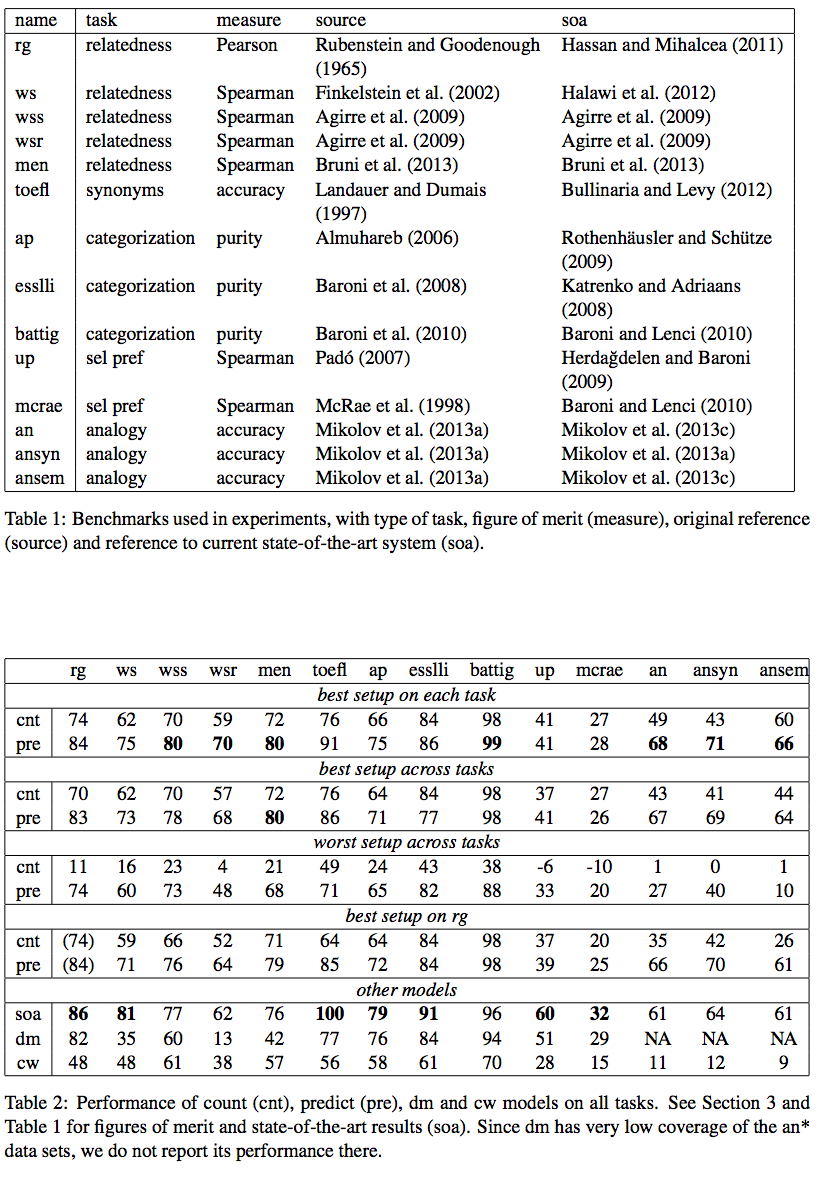 name task measure source soa
rg relatedness Pearson Rubenstein and Goodenough Hassan and Mihalcea (2011)
(1965)
ws relatedness Spearman Finkelstein et al. (2002) Halawi et al. (2012)
wss relatedness Spearman Agirre et al. (2009) Agirre et al. (2009)
wsr relatedness Spearman Agirre et al. (2009) Agirre et al. (2009)
men relatedness Spearman Bruni et al. (2013) Bruni et al. (2013)
toefl synonyms accuracy Landauer and Dumais Bullinaria and Levy (2012)
(1997)
ap categorization purity Almuhareb (2006) Rothenhäusler and Schütze
(2009)
esslli categorization purity Baroni et al. (2008) Katrenko and Adriaans
(2008)
battig categorization purity Baroni et al. (2010) Baroni and Lenci (2010)
up sel pref Spearman Padó (2007) Herdağdelen and Baroni
(2009)
mcrae sel pref Spearman McRae et al. (1998) Baroni and Lenci (2010)
an analogy accuracy Mikolov et al. (2013a) Mikolov et al. (2013c)
ansyn analogy accuracy Mikolov et al. (2013a) Mikolov et al. (2013a)
ansem analogy accuracy Mikolov et al. (2013a) Mikolov et al. (2013c)
Table 1: Benchmarks used in experiments, with type of task, figure of merit (measure), original reference
(source) and reference to current state-of-the-art system (soa).
rg ws wss wsr men toefl ap esslli battig up mcrae an ansyn ansem
best setup on each task
cnt 74 62 70 59 72 76 66 84 98 41 27 49 43 60
pre 84 75 80 70 80 91 75 86 99 41 28 68 71 66
best setup across tasks
cnt 70 62 70 57 72 76 64 84 98 37 27 43 41 44
pre 83 73 78 68 80 86 71 77 98 41 26 67 69 64
worst setup across tasks
cnt 11 16 23 4 21 49 24 43 38 -6 -10 1 0 1
pre 74 60 73 48 68 71 65 82 88 33 20 27 40 10
best setup on rg
cnt (74) 59 66 52 71 64 64 84 98 37 20 35 42 26
pre (84) 71 76 64 79 85 72 84 98 39 25 66 70 61
other models
soa 86 81 77 62 76 100 79 91 96 60 32 61 64 61
dm 82 35 60 13 42 77 76 84 94 51 29 NA NA NA
cw 48 48 61 38 57 56 58 61 70 28 15 11 12 9
Table 2: Performance of count (cnt), predict (pre), dm and cw models on all tasks. See Section 3 and
Table 1 for figures of merit and state-of-the-art results (soa). Since dm has very low coverage of the an*
data sets, we do not report its performance there.